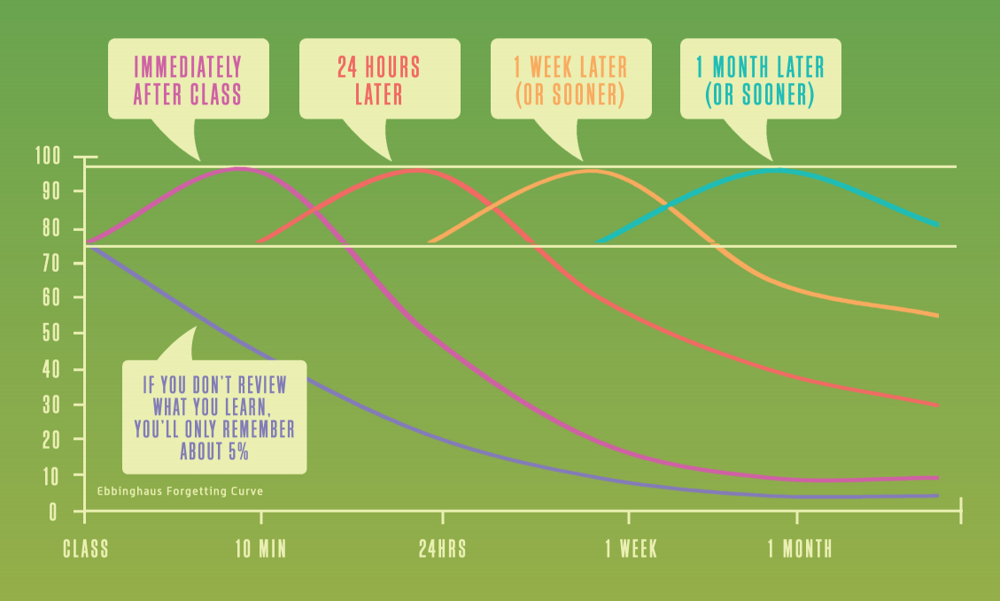 IMMEDIATELY
AFTER CLASS
24 HOURS
LATER
1 WEEK LATER
(OR SOONER)
1 MONTH LATER
(OR SOONER)
100
90
80
70
60
50
40
30
20
10
0
IF YOU DON'T REVIEW
WHAT YOU LEARN,
YOU'LL ONLY REMEMBER
ABOUT 5%
Ebbinghaus Forgetting Curve
CLASS
10 MIN
24HRS
1 WEEK
1 MONTH